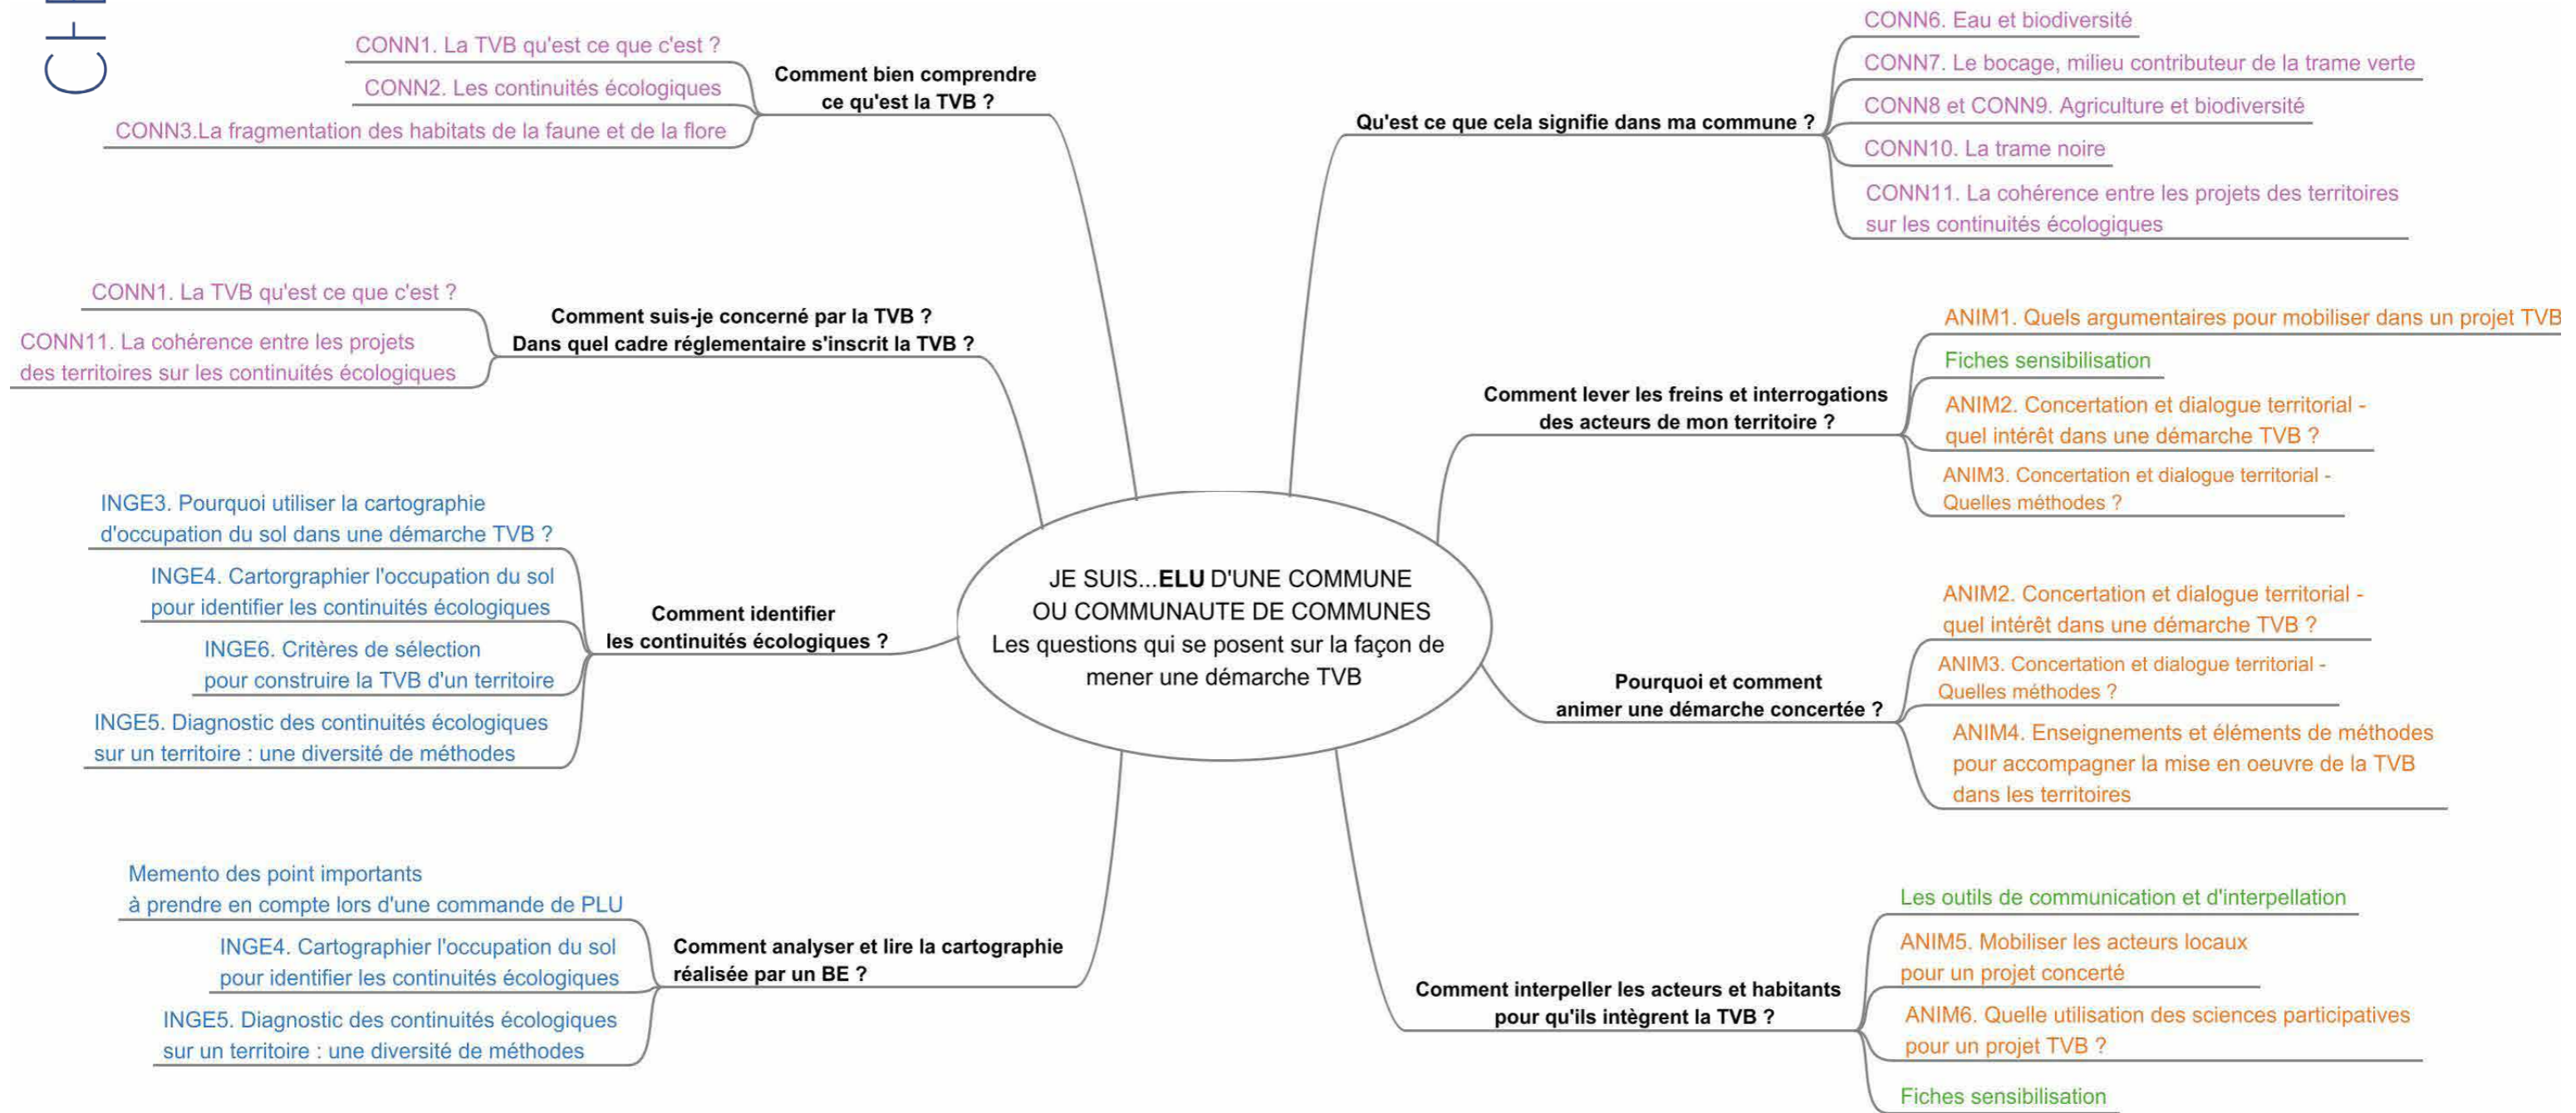 CH
CONN1. La TVB qu'est ce que c'est ?
CONN2. Les continuités écologiques
CONN3.La fragmentation des habitats de la faune et de la flore
Comment bien comprendre
ce qu'est la TVB ?
CONN1. La TVB qu'est ce que c'est ?
CONN11. La cohérence entre les projets
des territoires sur les continuités écologiques
Comment suis-je concerné par la TVB ?
Dans quel cadre réglementaire s'inscrit la TVB ?
INGE3. Pourquoi utiliser la cartographie
d'occupation du sol dans une démarche TVB ?
INGE4. Cartorgraphier l'occupation du sol
pour identifier les continuités écologiques
INGE6. Critères de sélection
pour construire la TVB d'un territoire
INGE5. Diagnostic des continuités écologiques
sur un territoire : une diversité de méthodes
Comment identifier
les continuités écologiques ?
Memento des point importants
à prendre en compte lors d'une commande de PLU
INGE4. Cartographier l'occupation du sol
pour identifier les continuités écologiques
INGE5. Diagnostic des continuités écologiques
sur un territoire : une diversité de méthodes
Comment analyser et lire la cartographie
réalisée par un BE ?
JE SUIS...ELU D'UNE COMMUNE
OU COMMUNAUTE DE COMMUNES
Les questions qui se posent sur la façon de
mener une démarche TVB
Qu'est ce que cela signifie dans ma commune ?
CONN6. Eau et biodiversité
CONN7. Le bocage, milieu contributeur de la trame verte
CONN8 et CONN9. Agriculture et biodiversité
CONN10. La trame noire
CONN11. La cohérence entre les projets des territoires
sur les continuités écologiques
Comment lever les freins et interrogations
des acteurs de mon territoire ?
ANIM1. Quels argumentaires pour mobiliser dans un projet TVB
Fiches sensibilisation
ANIM2. Concertation et dialogue territorial -
quel intérêt dans une démarche TVB ?
ANIM3. Concertation et dialogue territorial -
Quelles méthodes ?
Pourquoi et comment
animer une démarche concertée ?
ANIM2. Concertation et dialogue territorial -
quel intérêt dans une démarche TVB ?
ANIM3. Concertation et dialogue territorial -
Quelles méthodes ?
ANIM4. Enseignements et éléments de méthodes
pour accompagner la mise en oeuvre de la TVB
dans les territoires
Comment interpeller les acteurs et habitants
pour qu'ils intègrent la TVB ?
Les outils de communication et d'interpellation
ANIM5. Mobiliser les acteurs locaux
pour un projet concerté
ANIM6. Quelle utilisation des sciences participatives
pour un projet TVB ?
Fiches sensibilisation